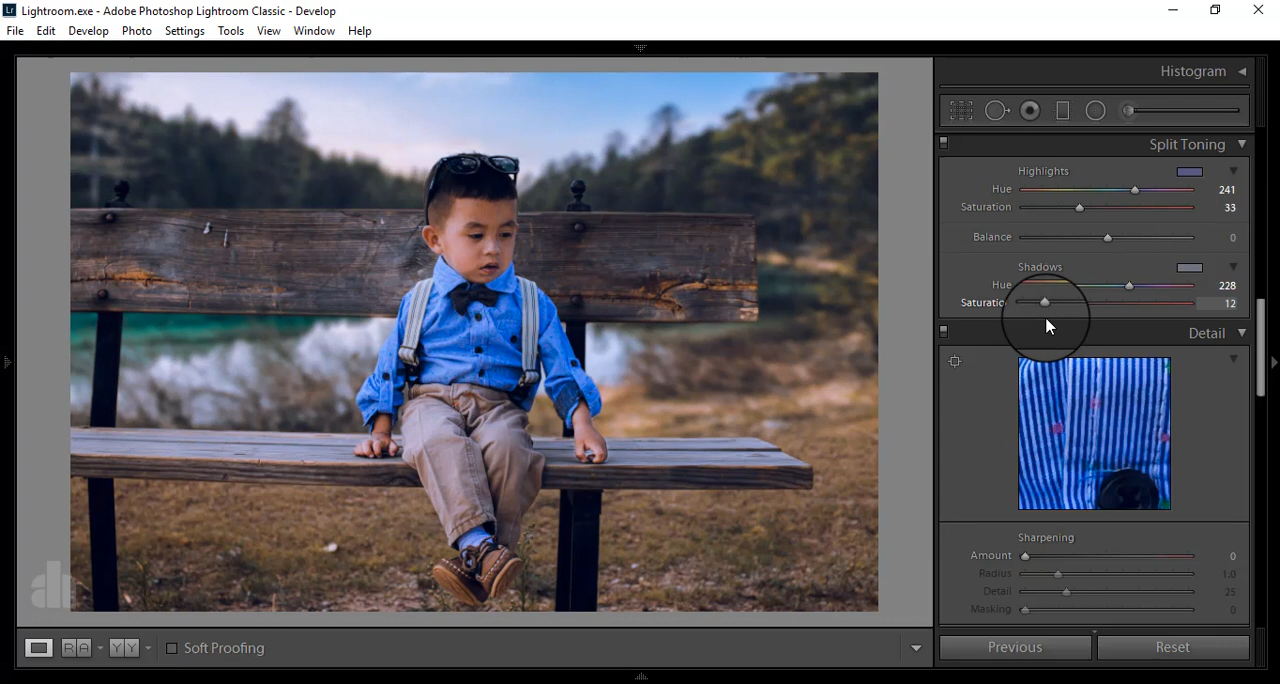 Lr Lightroom.exe - Adobe Photoshop Lightroom Classic - Develop
File Edit Develop Photo Settings Tools View Window Help
Histogram
Split Toning
Highlights
Hue 241
Saturation 33
Balance 0
Shadows
Hue 228
Saturatio 12
Detail
Sharpening
Amount 0
Radius 1.0
Detail 25
Masking 0
R A Y Y Soft Proofing
Previous Reset